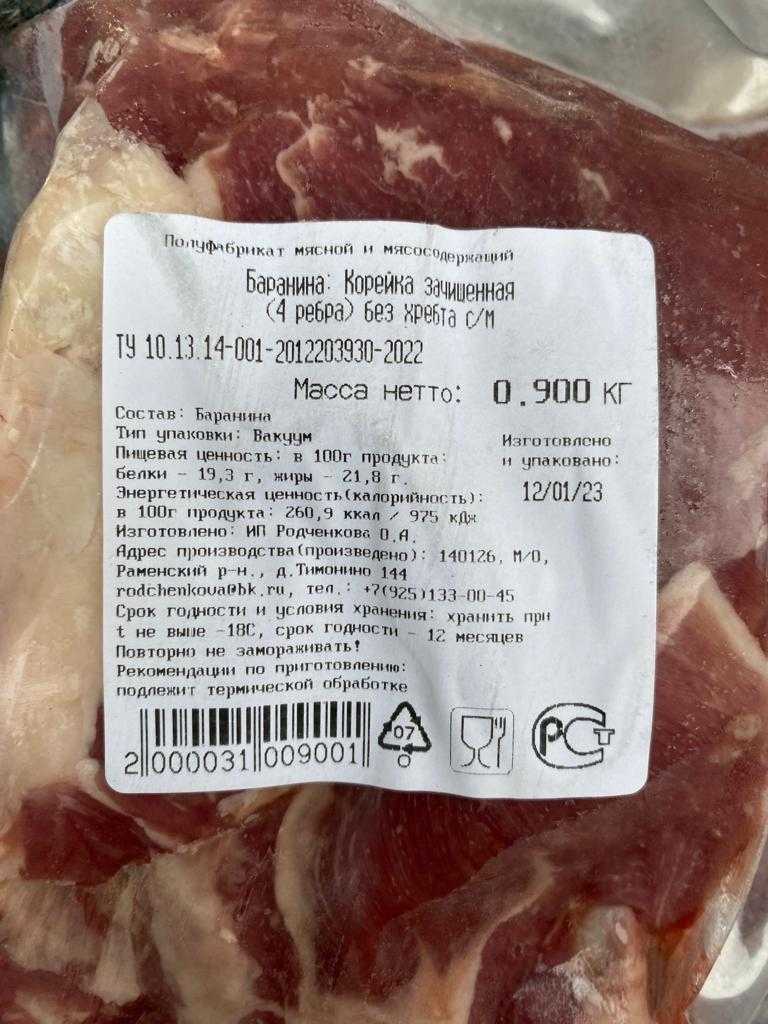 Полуфабрикат мясной и мясосодержащий
Баранина: Корейка зачищенная
(4 ребра) без хребта с/м
ТУ 10.13.14-001-2012203930-2022
Масса нетто: 0.900 кг
Состав: Баранина
Тип упаковки: Вакуум
Пищевая ценность: в 100г продукта:
белки - 19,3 г, жиры - 21,8 г.
Энергетическая ценность(калорийность):
в 100г продукта: 260,9 ккал / 975 кДж
Изготовлено
и упаковано:
12/01/23
Изготовлено: ИП Родченкова О.А.
Адрес производства(произведено): 140126, М/О,
Раменский р-н., д.Тимонино 144
rodchenkova@bk.ru, тел.: +7(925)133-00-45
Срок годности и условия хранения: хранить при
t не выше -18С, срок годности - 12 месяцев
Повторно не замораживать!
Рекомендации по приготовлению:
подлежит термической обработке
2 000031 009001
07
РСТ